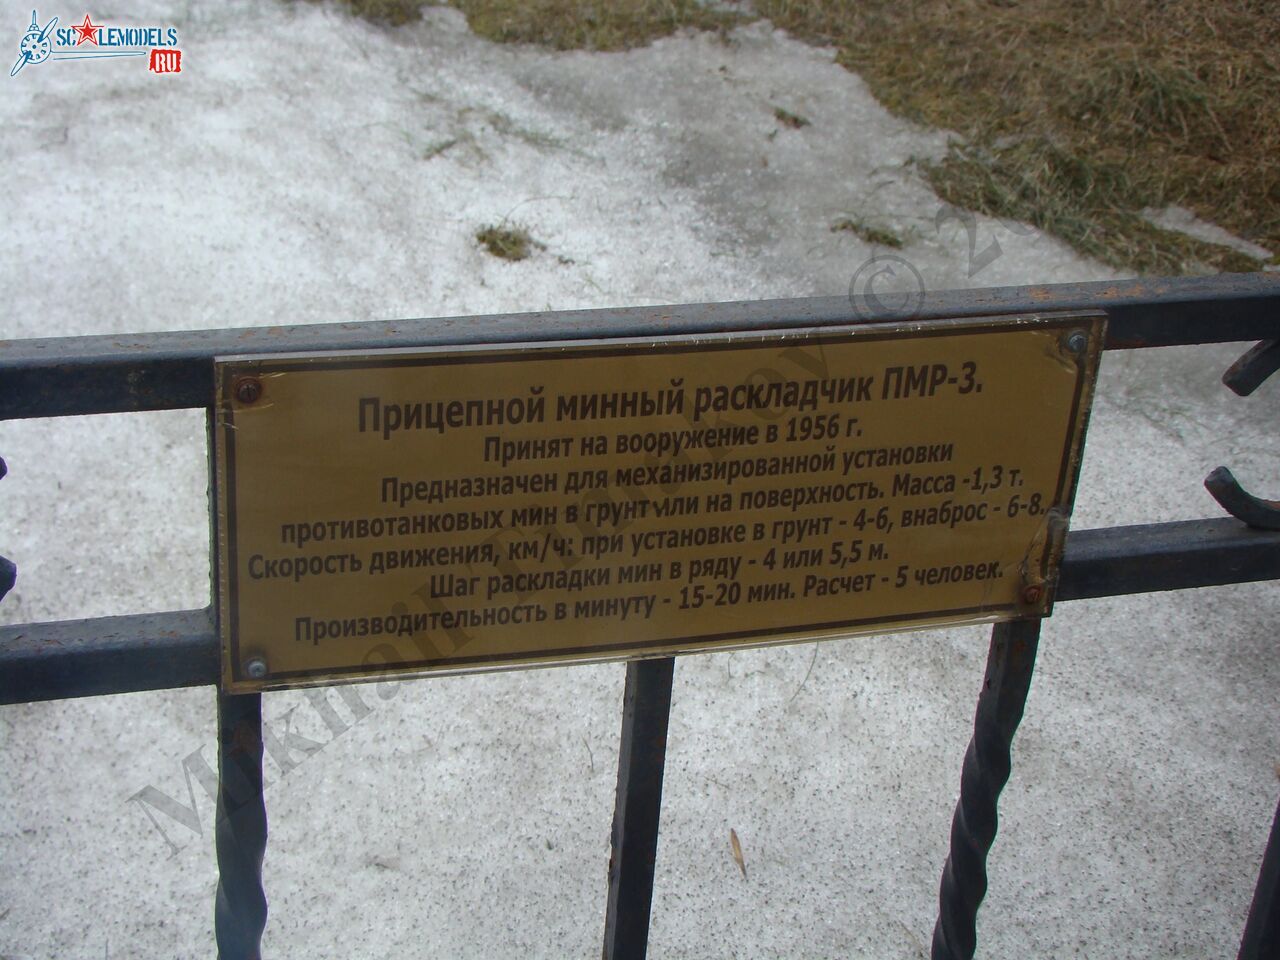 SCALEMODELS
RU
Прицепной минный раскладчик ПМР-3.
Принят на вооружение в 1956 г.
Предназначен для механизированной установки
противотанковых мин в грунт или на поверхность. Масса -1,3 т.
Скорость движения, км/ч: при установке в грунт - 4-6, внаброс - 6-8.
Шаг раскладки мин в ряду - 4 или 5,5 м.
Производительность в минуту - 15-20 мин. Расчет - 5 человек.
Mikhail
©